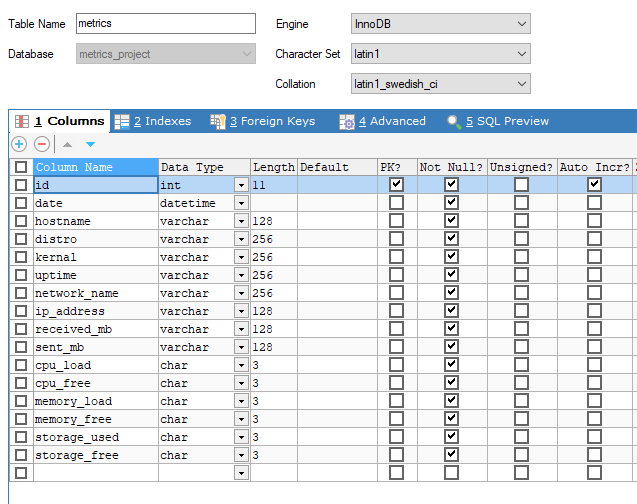 Table Name metrics Engine InnoDB
Database metrics_project Character Set latin1
Collation latin1_swedish_ci
1 Columns 2 Indexes 3 Foreign Keys 4 Advanced 5 SQL Preview
Column Name Data Type Length Default PK? Not Null? Unsigned? Auto Incr?
id int 11
date datetime
hostname varchar 128
distro varchar 256
kernal varchar 256
uptime varchar 256
network_name varchar 256
ip_address varchar 128
received_mb varchar 128
sent_mb varchar 128
cpu_load char 3
cpu_free char 3
memory_load char 3
memory_free char 3
storage_used char 3
storage_free char 3